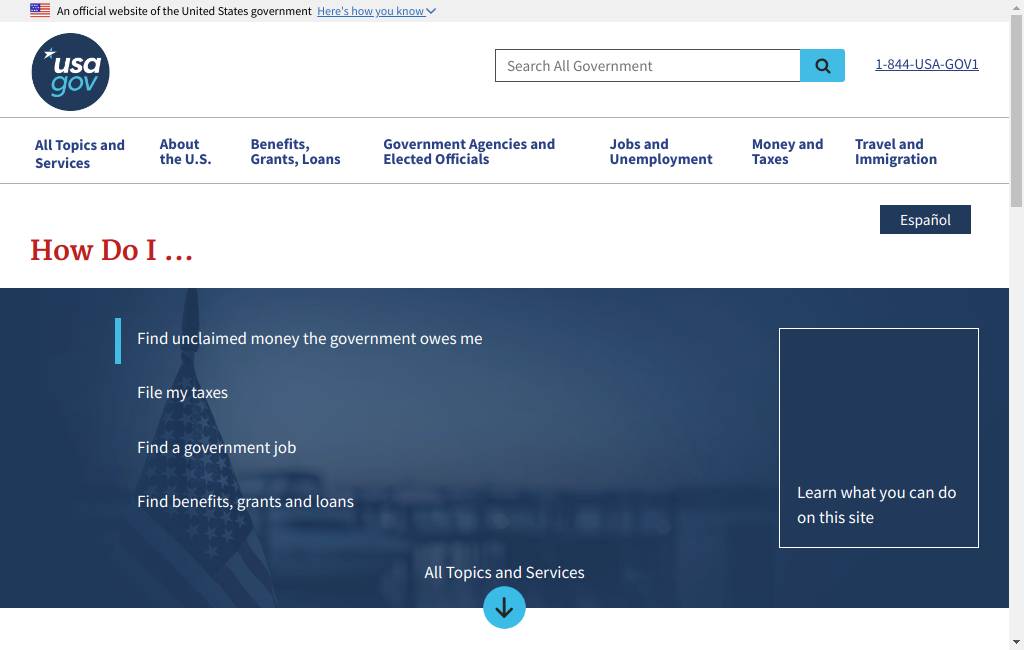 An official website of the United States government Here's how you know
usa
gov
Search All Government
1-844-USA-GOV1
All Topics and
Services
About
the U.S.
Benefits,
Grants, Loans
Government Agencies and
Elected Officials
Jobs and
Unemployment
Money and
Taxes
Travel and
Immigration
Español
How Do I ...
Find unclaimed money the government owes me
File my taxes
Find a government job
Find benefits, grants and loans
Learn what you can do
on this site
All Topics and Services